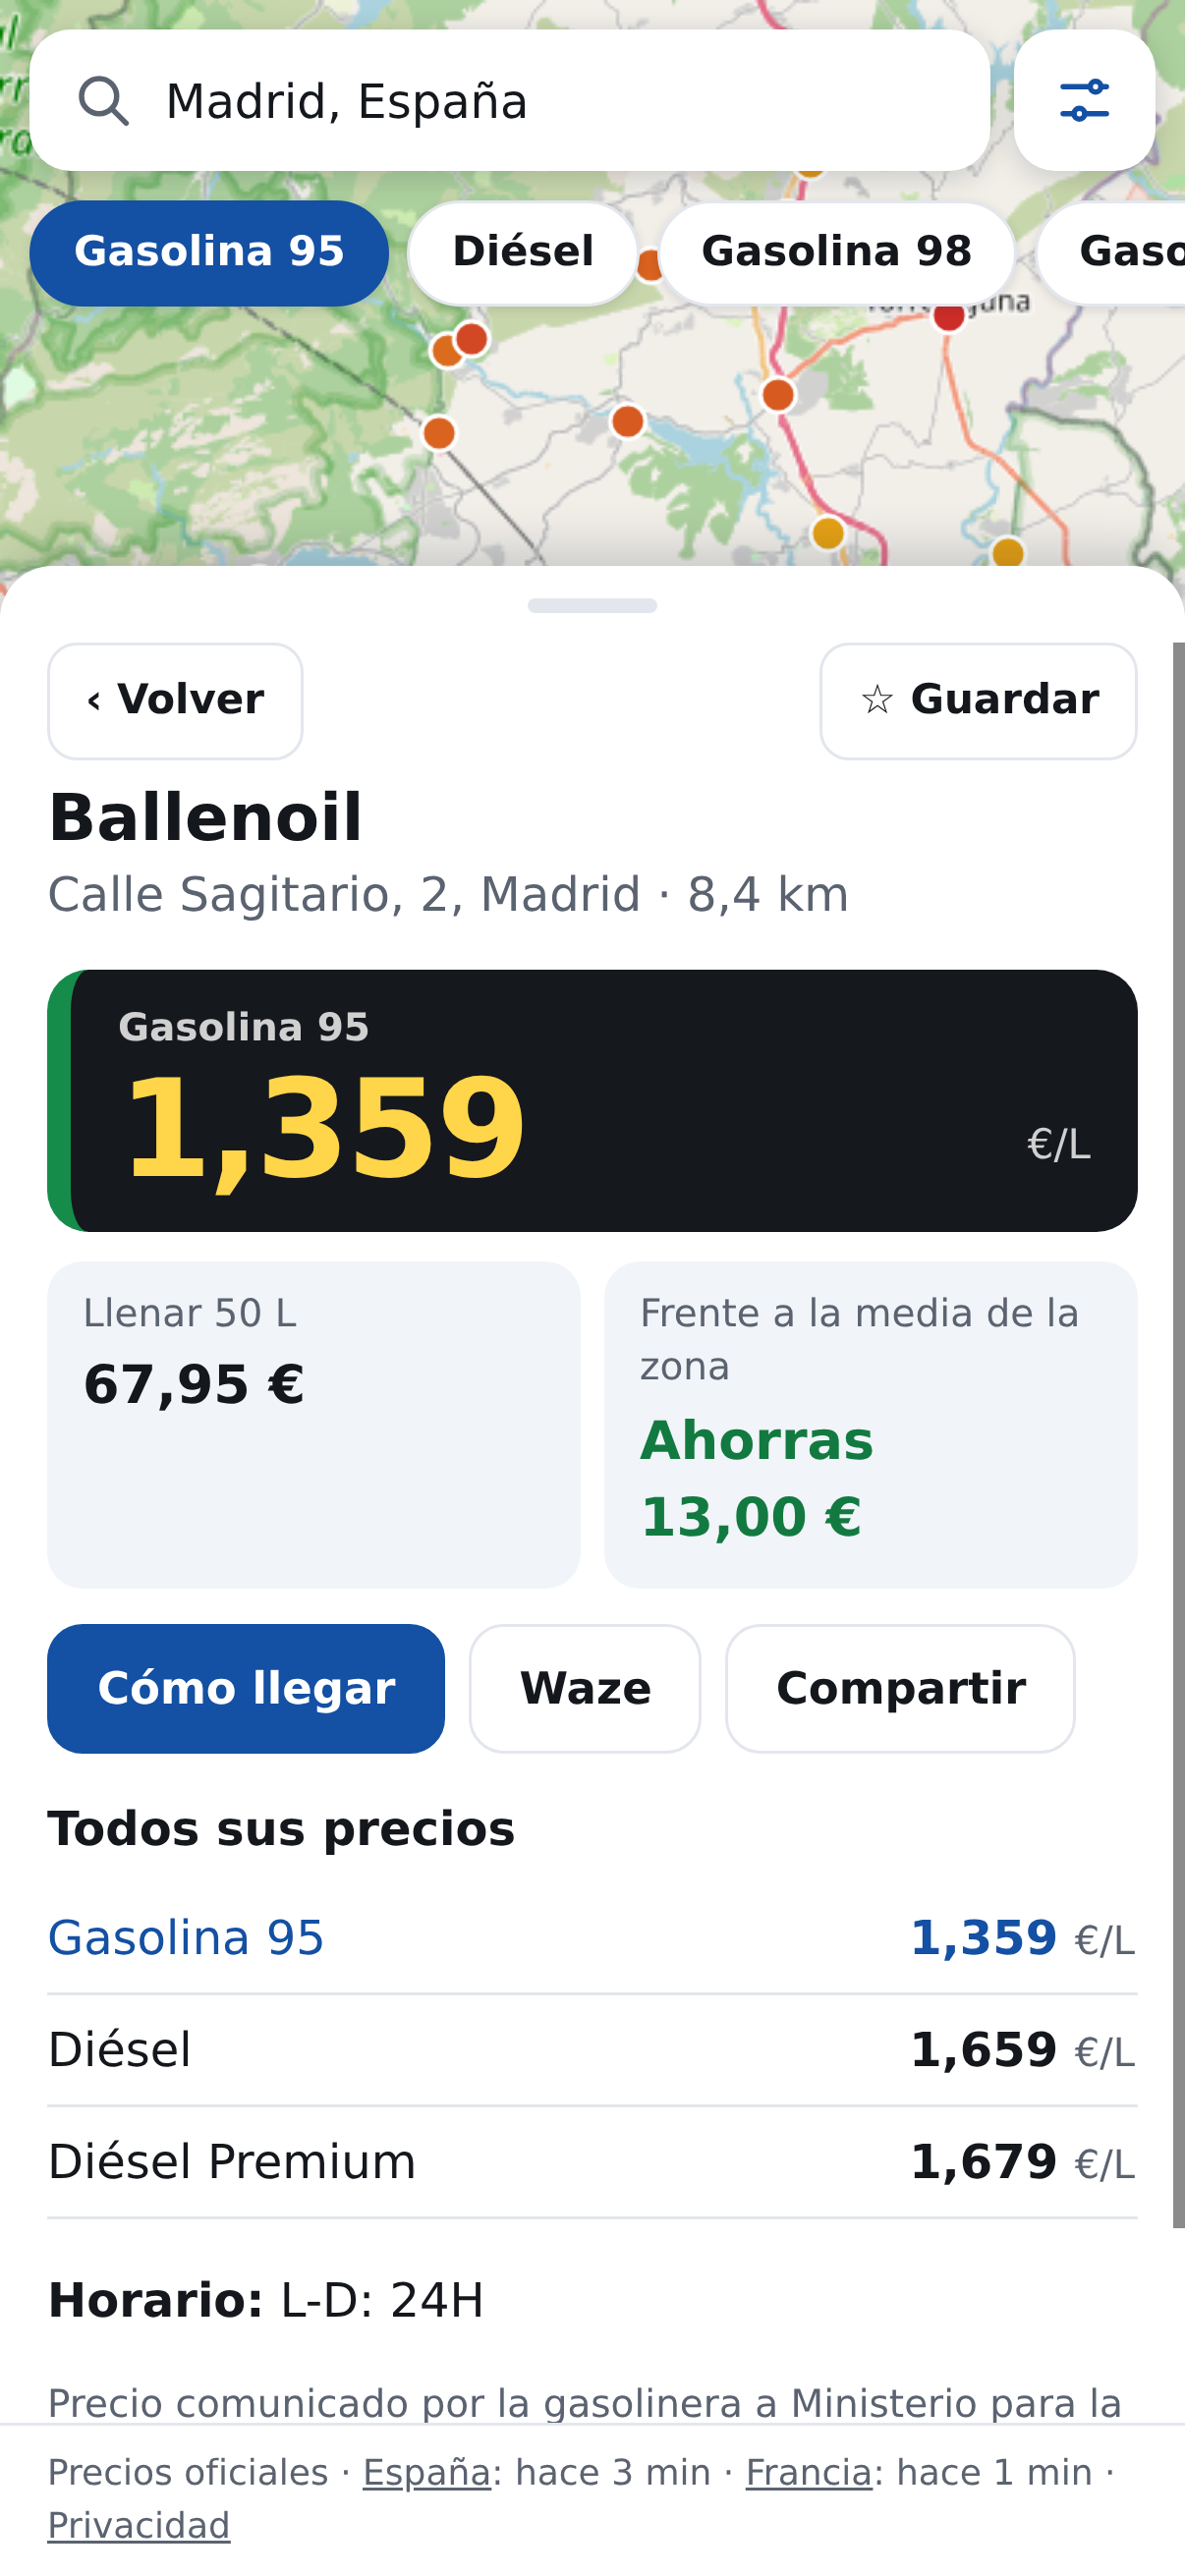 Madrid, España
Gasolina 95
Diésel
Gasolina 98
‹ Volver
☆ Guardar
Ballenoil
Calle Sagitario, 2, Madrid · 8,4 km
Gasolina 95
1,359 €/L
Llenar 50 L
67,95 €
Frente a la media de la
zona
Ahorras
13,00 €
Cómo llegar
Waze
Compartir
Todos sus precios
Gasolina 95 1,359 €/L
Diésel 1,659 €/L
Diésel Premium 1,679 €/L
Horario: L-D: 24H
Precio comunicado por la gasolinera a Ministerio para la
Precios oficiales · España: hace 3 min · Francia: hace 1 min ·
Privacidad